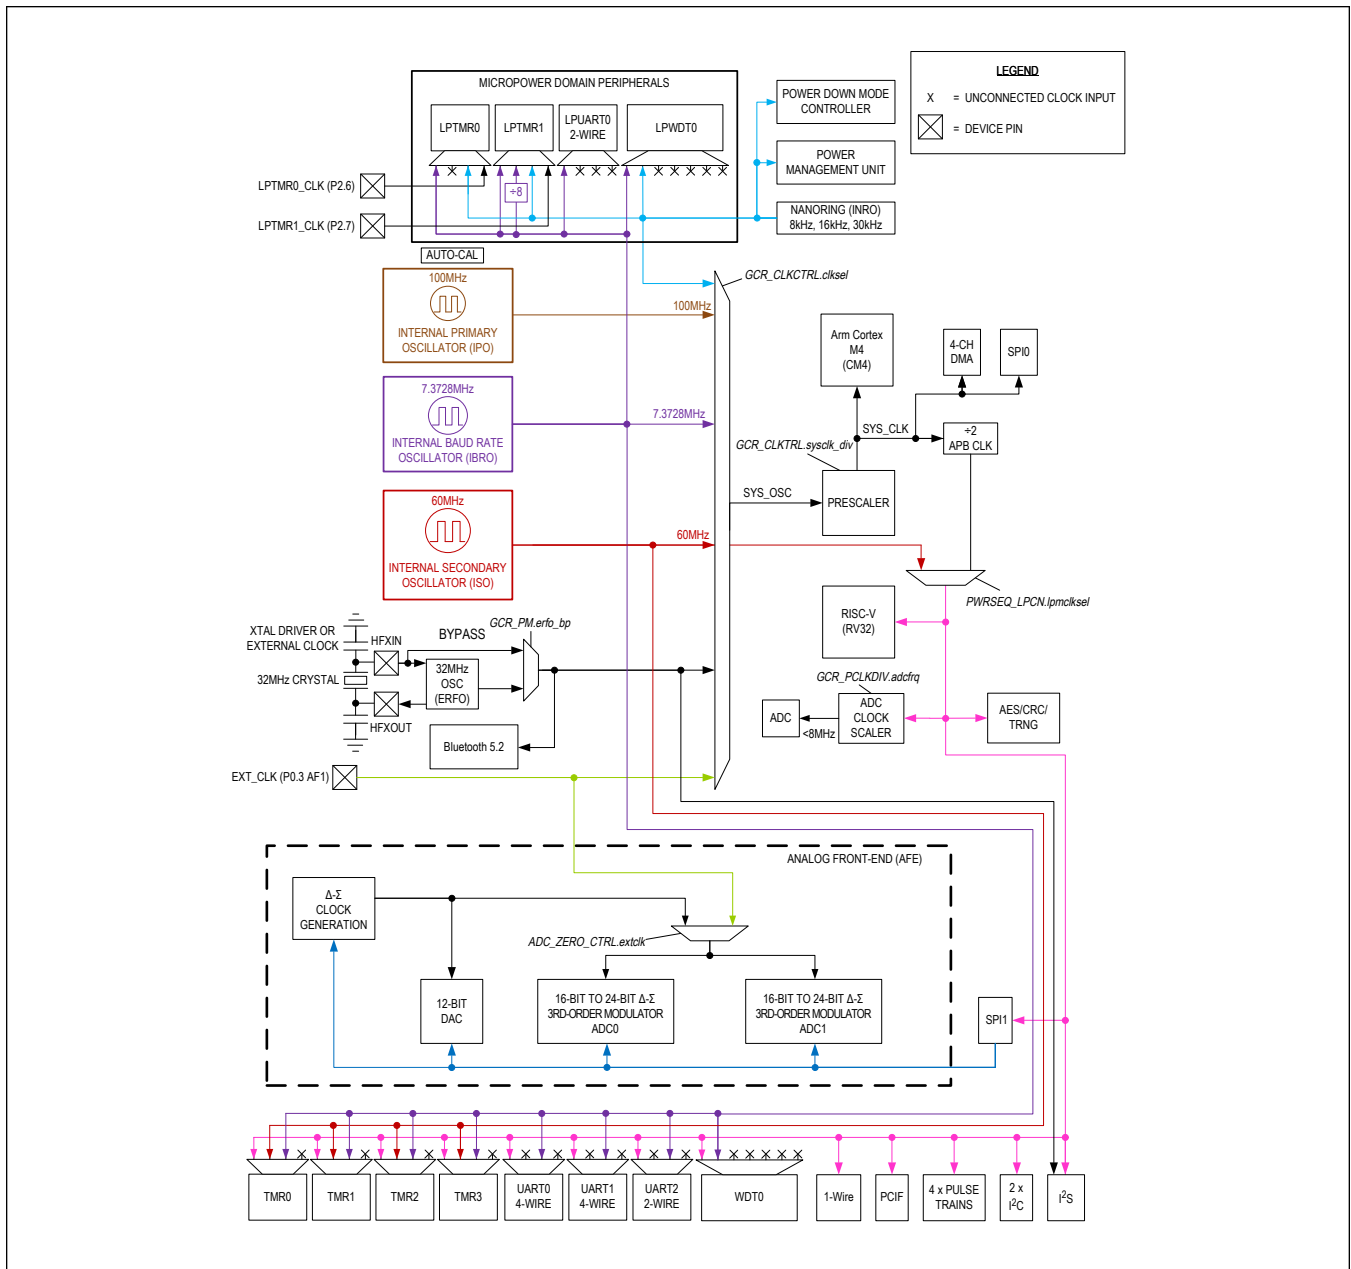 MICROPOWER DOMAIN PERIPHERALS
LPTMR0
LPTMR1
LPUART0
2-WIRE
LPWDT0
÷8
POWER DOWN MODE
CONTROLLER
POWER
MANAGEMENT UNIT
NANORING (INRO)
8kHz, 16kHz, 30kHz
LEGEND
X = UNCONNECTED CLOCK INPUT
= DEVICE PIN
LPTMR0_CLK (P2.6)
LPTMR1_CLK (P2.7)
AUTO-CAL
100MHz
INTERNAL PRIMARY
OSCILLATOR (IPO)
100MHz
GCR_CLKCTRL.clksel
7.3728MHz
INTERNAL BAUD RATE
OSCILLATOR (IBRO)
7.3728MHz
60MHz
INTERNAL SECONDARY
OSCILLATOR (ISO)
60MHz
Arm Cortex
M4
(CM4)
4-CH
DMA
SPI0
SYS_CLK
÷2
APB CLK
GCR_CLKTRL.sysclk_div
SYS_OSC
PRESCALER
PWRSEQ_LPCN.lpmclksel
RISC-V
(RV32)
GCR_PCLKDIV.adcfrq
ADC
<8MHz
ADC
CLOCK
SCALER
AES/CRC/
TRNG
XTAL DRIVER OR
EXTERNAL CLOCK
HFXIN
BYPASS
GCR_PM.erfo_bp
32MHz CRYSTAL
32MHz
OSC
(ERFO)
HFXOUT
Bluetooth 5.2
EXT_CLK (P0.3 AF1)
ANALOG FRONT-END (AFE)
Δ-Σ
CLOCK
GENERATION
ADC_ZERO_CTRL.extclk
12-BIT
DAC
16-BIT TO 24-BIT Δ-Σ
3RD-ORDER MODULATOR
ADC0
16-BIT TO 24-BIT Δ-Σ
3RD-ORDER MODULATOR
ADC1
SPI1
TMR0
TMR1
TMR2
TMR3
UART0
4-WIRE
UART1
4-WIRE
UART2
2-WIRE
WDT0
1-Wire
PCIF
4 x PULSE
TRAINS
2 x
I²C
I²S